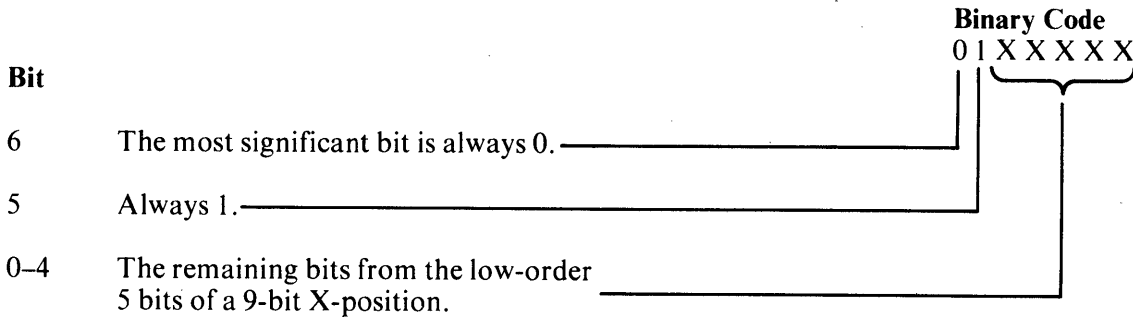 Binary Code
0 1 X X X X X
Bit
6 The most significant bit is always 0.
5 Always 1.
0–4 The remaining bits from the low-order
5 bits of a 9-bit X-position.